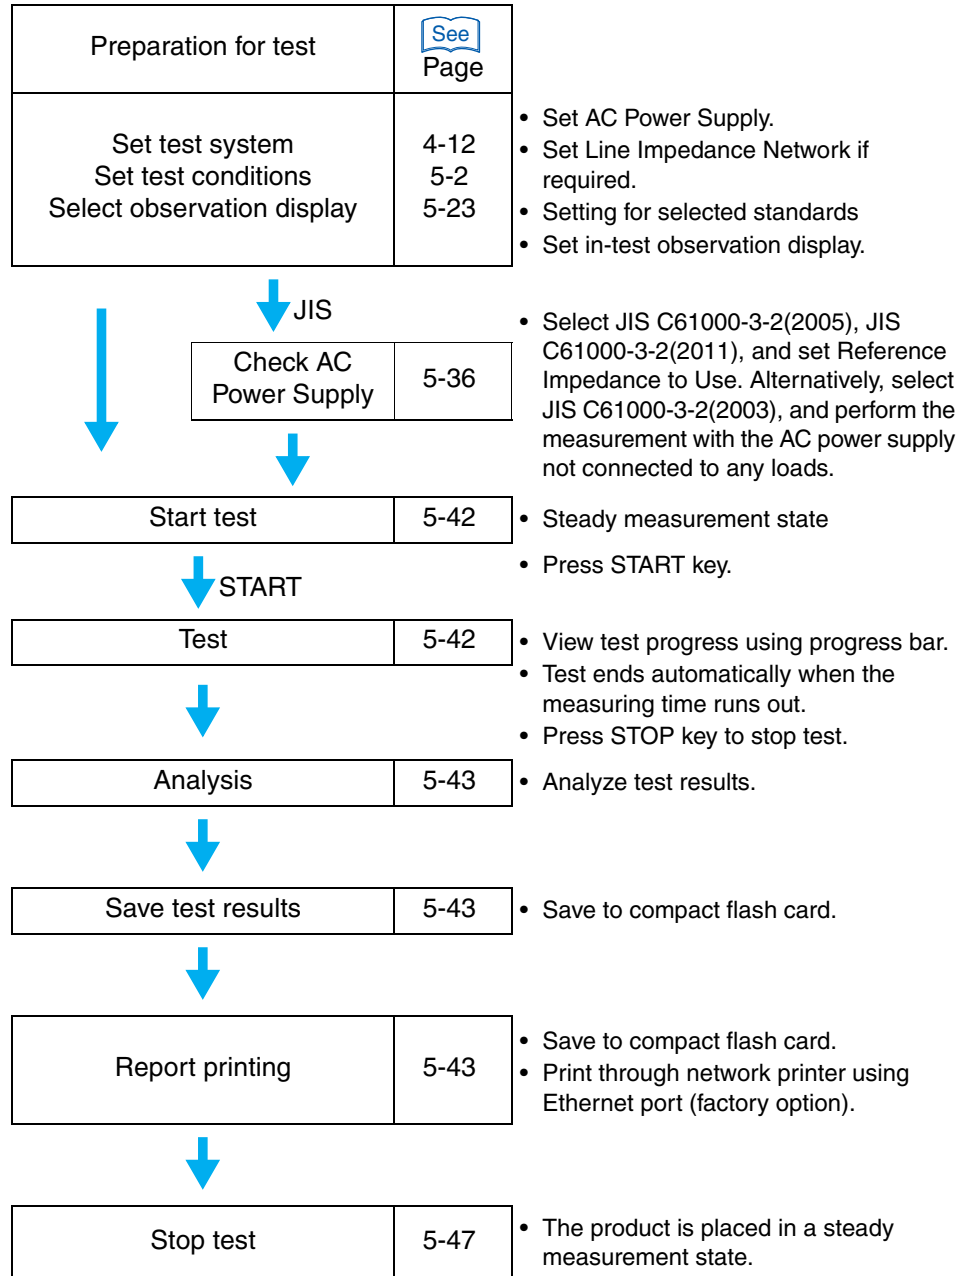 Preparation for test
See
Page
Set test system
4-12
Set test conditions
5-2
Select observation display
5-23
• Set AC Power Supply.
• Set Line Impedance Network if
required.
• Setting for selected standards
• Set in-test observation display.
JIS
Check AC
Power Supply
5-36
• Select JIS C61000-3-2(2005), JIS
C61000-3-2(2011), and set Reference
Impedance to Use. Alternatively, select
JIS C61000-3-2(2003), and perform the
measurement with the AC power supply
not connected to any loads.
Start test
5-42
• Steady measurement state
• Press START key.
START
Test
5-42
• View test progress using progress bar.
• Test ends automatically when the
measuring time runs out.
• Press STOP key to stop test.
Analysis
5-43
• Analyze test results.
Save test results
5-43
• Save to compact flash card.
Report printing
5-43
• Save to compact flash card.
• Print through network printer using
Ethernet port (factory option).
Stop test
5-47
• The product is placed in a steady
measurement state.